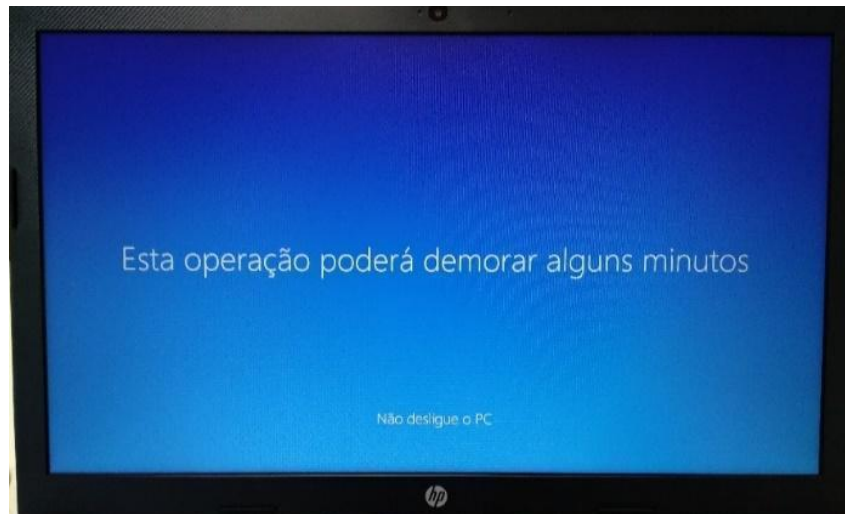 Esta operação poderá demorar alguns minutos
Não desligue o PC
hp